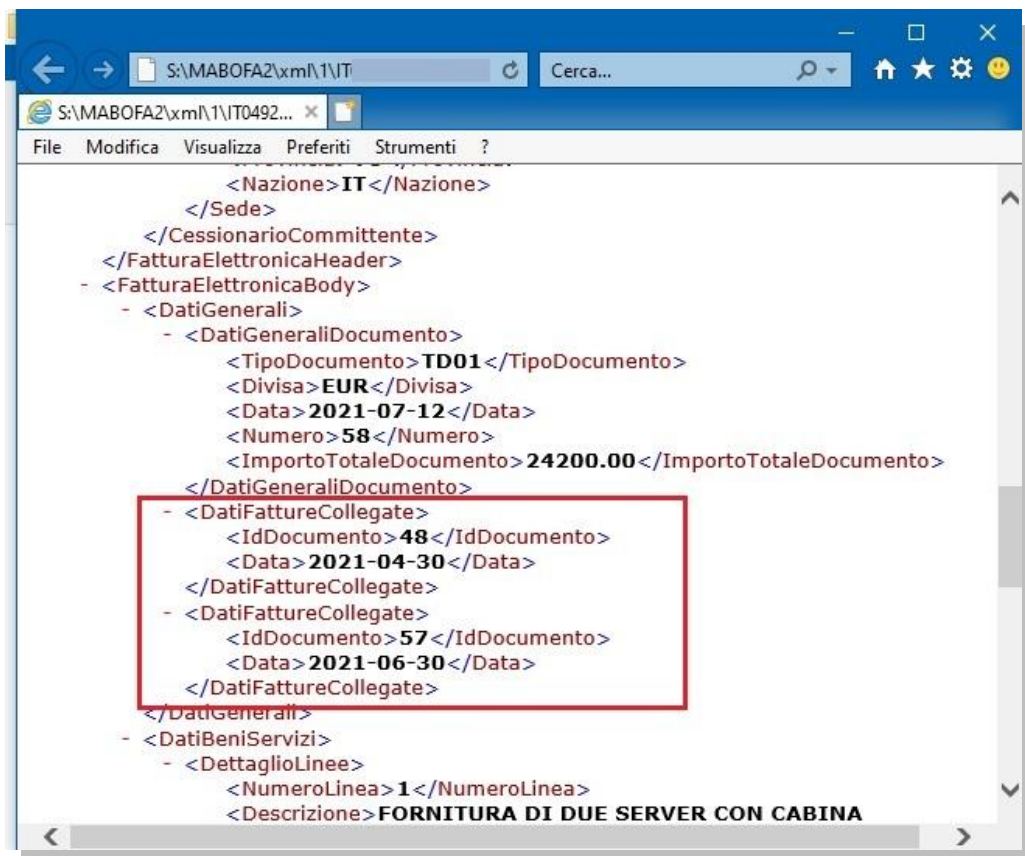 S:\MABOFA2\xml\1\IT
Cerca...
S:\MABOFA2\xml\1\IT0492...
File Modifica Visualizza Preferiti Strumenti ?
<Nazione>IT</Nazione>
</Sede>
</CessionarioCommittente>
</FatturaElettronicaHeader>
- <FatturaElettronicaBody>
- <DatiGenerali>
- <DatiGeneraliDocumento>
<TipoDocumento>TD01</TipoDocumento>
<Divisa>EUR</Divisa>
<Data>2021-07-12</Data>
<Numero>58</Numero>
<ImportoTotaleDocumento>24200.00</ImportoTotaleDocumento>
</DatiGeneraliDocumento>
- <DatiFattureCollegate>
<IdDocumento>48</IdDocumento>
<Data>2021-04-30</Data>
</DatiFattureCollegate>
- <DatiFattureCollegate>
<IdDocumento>57</IdDocumento>
<Data>2021-06-30</Data>
</DatiFattureCollegate>
</DatiGenerali>
- <DatiBeniServizi>
- <DettaglioLinee>
<NumeroLinea>1</NumeroLinea>
<Descrizione>FORNITURA DI DUE SERVER CON CABINA